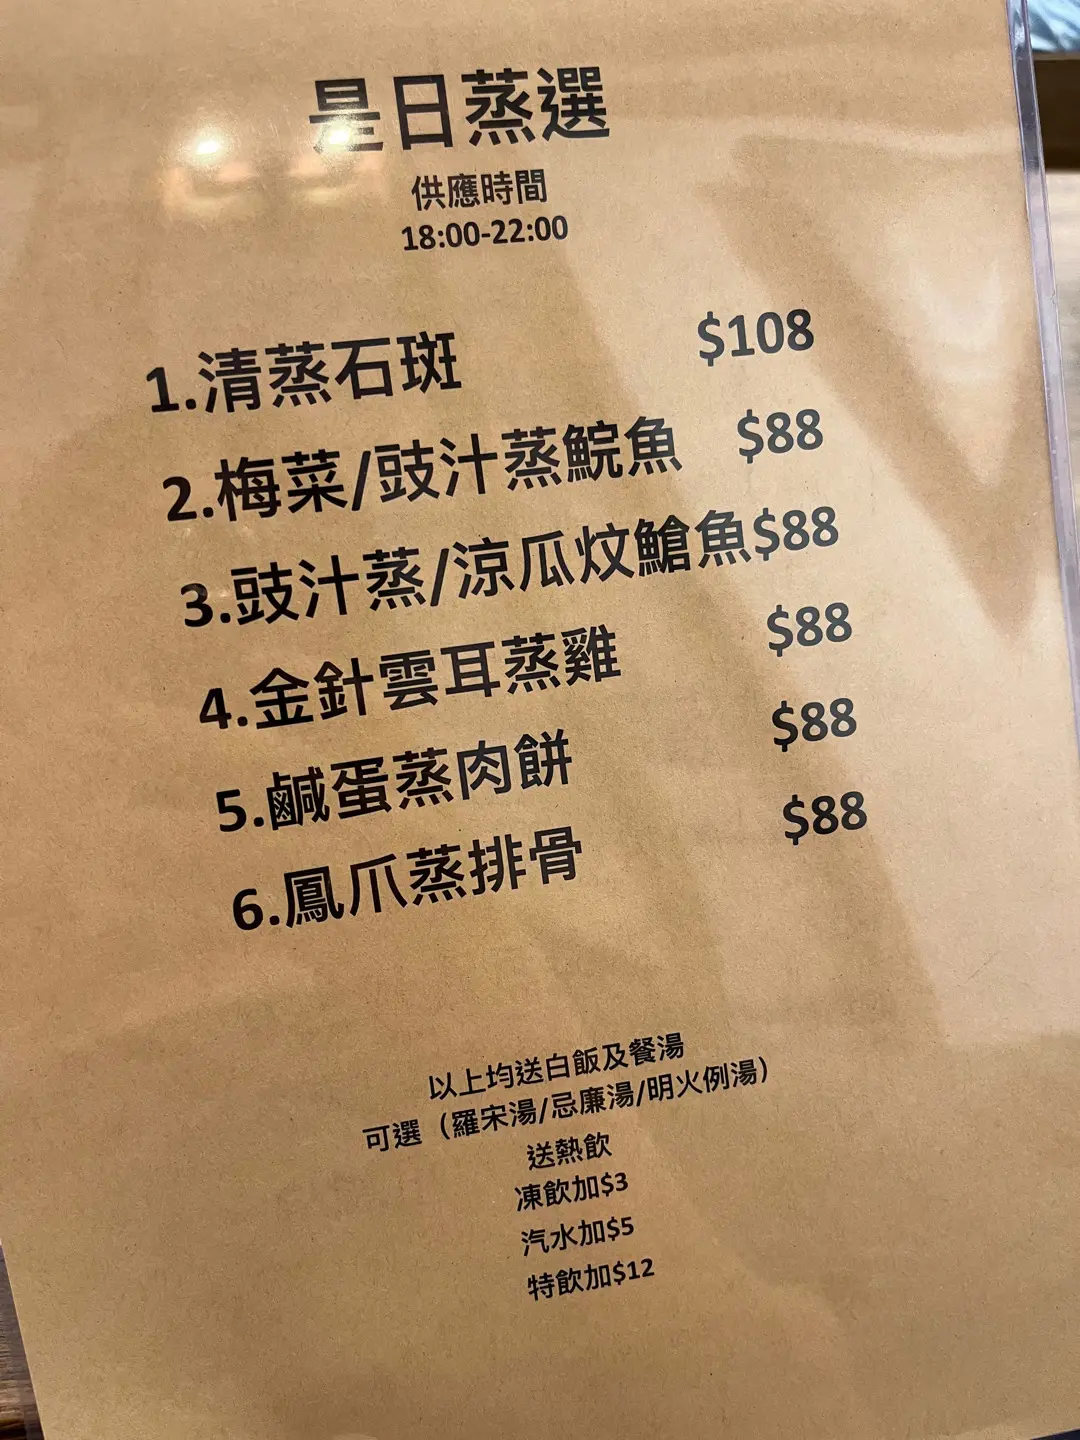 是日蒸選
供應時間
18:00-22:00
1.清蒸石斑 $108
2.梅菜/豉汁蒸鯇魚 $88
3.豉汁蒸/涼瓜炆鯧魚$88
4.金針雲耳蒸雞 $88
5.鹹蛋蒸肉餅 $88
6.鳳爪蒸排骨 $88
以上均送白飯及餐湯
可選（羅宋湯/忌廉湯/明火例湯）
送熱飲
凍飲加$3
汽水加$5
特飲加$12